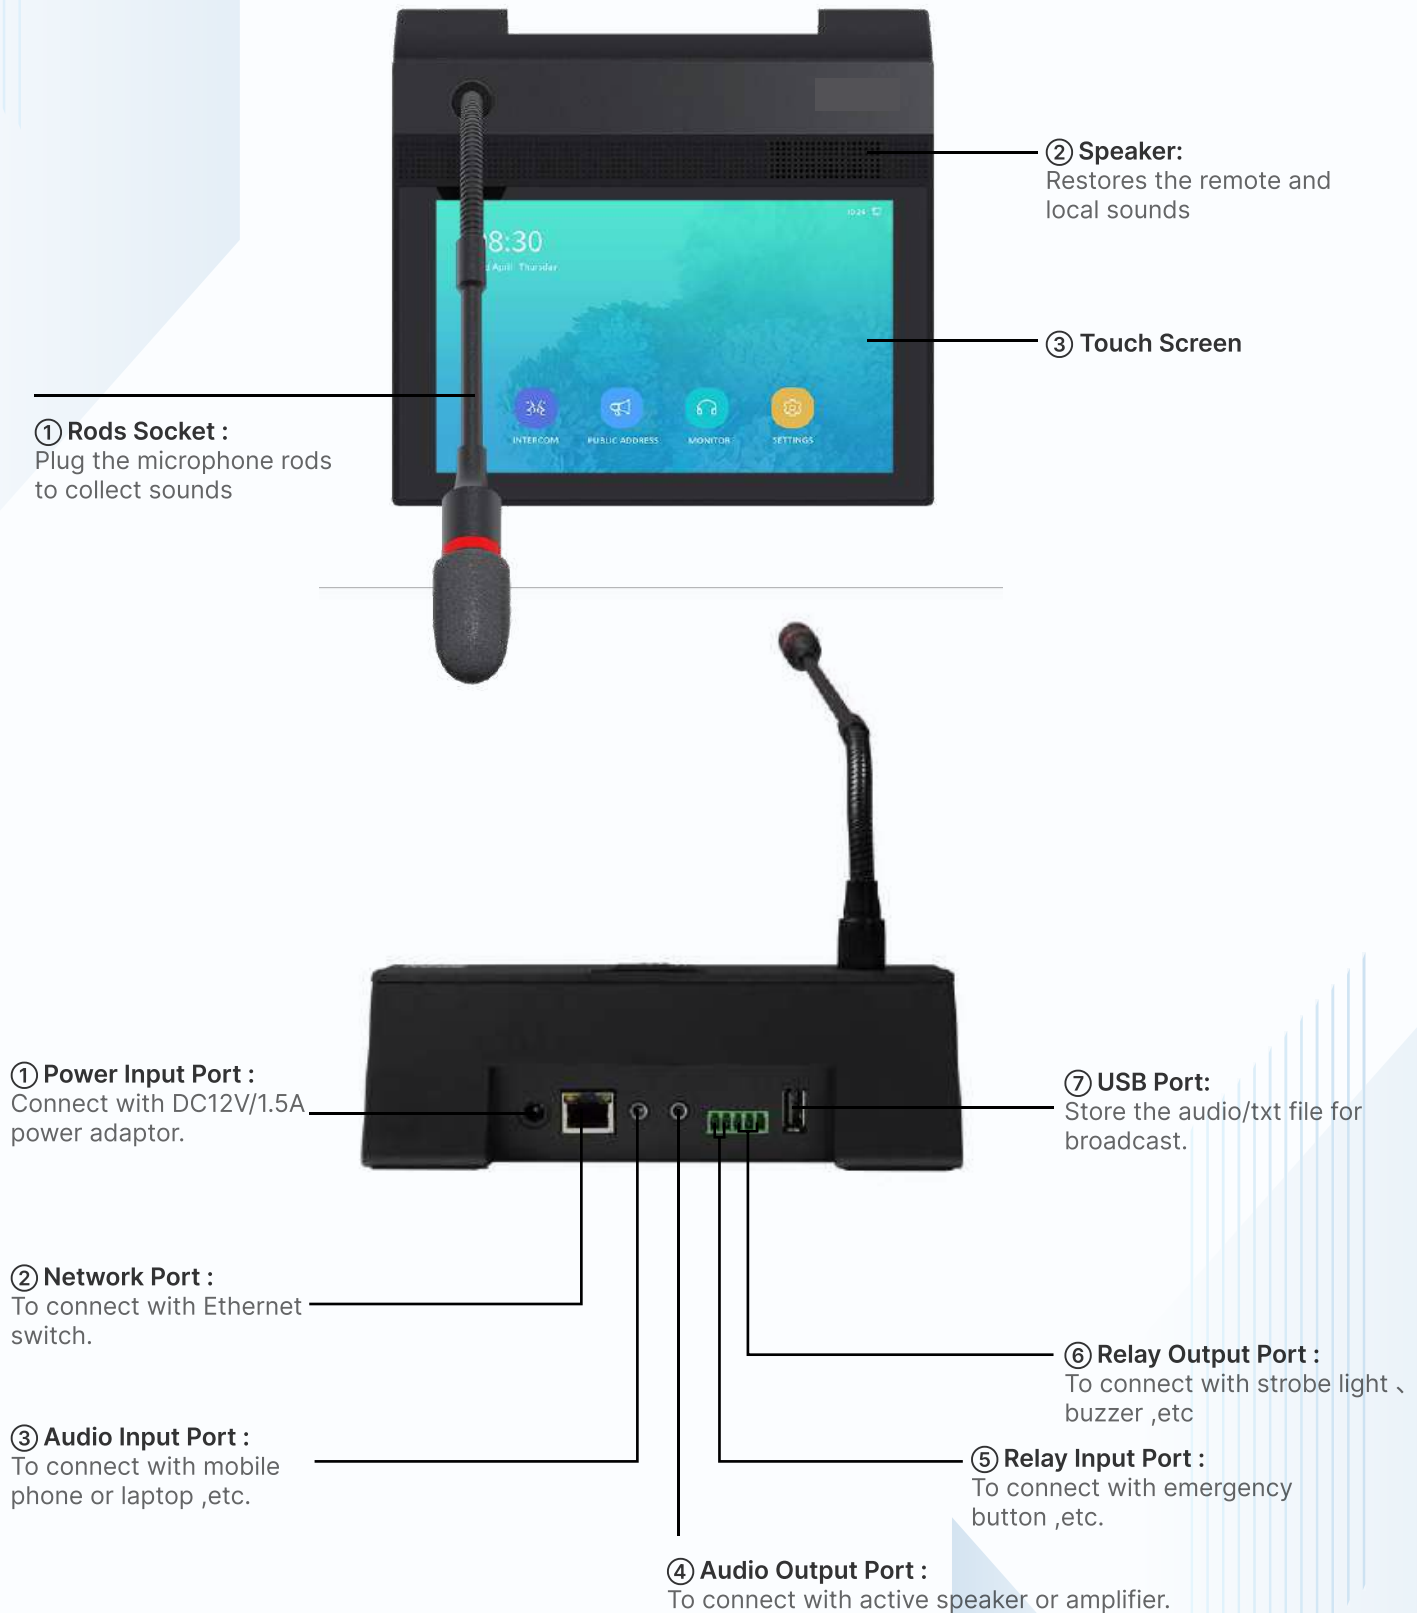 ② Speaker:
Restores the remote and
local sounds
10:24
8:30
April Thursday
③ Touch Screen
① Rods Socket :
Plug the microphone rods
to collect sounds
INTERCOM PUBLIC ADDRESS MONITOR SETTINGS
① Power Input Port :
Connect with DC12V/1.5A
power adaptor.
⑦ USB Port:
Store the audio/txt file for
broadcast.
② Network Port :
To connect with Ethernet
switch.
⑥ Relay Output Port :
To connect with strobe light 、
buzzer ,etc
③ Audio Input Port :
To connect with mobile
phone or laptop ,etc.
⑤ Relay Input Port :
To connect with emergency
button ,etc.
④ Audio Output Port :
To connect with active speaker or amplifier.